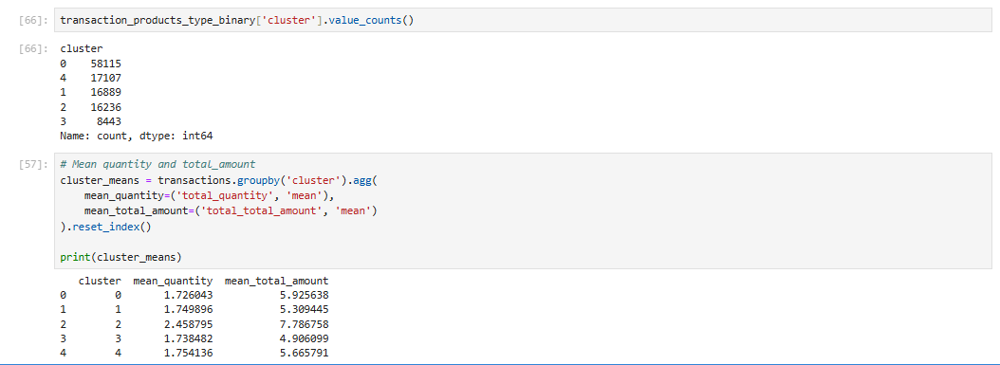 [66]: transaction_products_type_binary['cluster'].value_counts()
[66]: cluster
0    58115
4    17107
1    16889
2    16236
3     8443
Name: count, dtype: int64
[57]: # Mean quantity and total_amount
cluster_means = transactions.groupby('cluster').agg(
    mean_quantity=('total_quantity', 'mean'),
    mean_total_amount=('total_total_amount', 'mean')
).reset_index()
print(cluster_means)
   cluster  mean_quantity  mean_total_amount
0        0       1.726043           5.925638
1        1       1.749896           5.309445
2        2       2.458795           7.786758
3        3       1.738482           4.906099
4        4       1.754136           5.665791